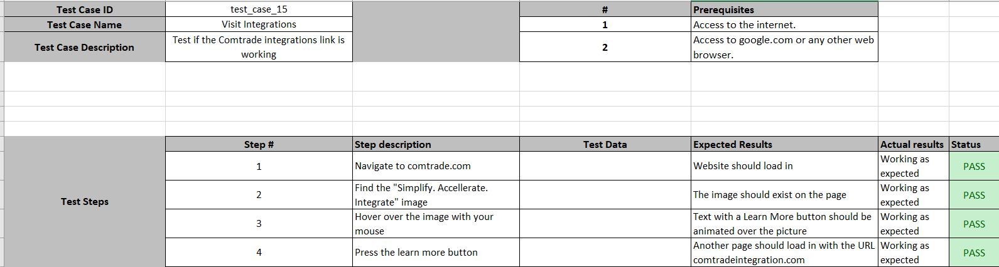 Test Case ID test_case_15 # Prerequisites
Test Case Name Visit Integrations 1 Access to the internet.
Test Case Description
Test if the Comtrade integrations link is
working
2
Access to google.com or any other web
browser.
Test Steps
Step # Step description Test Data Expected Results Actual results Status
1
Navigate to comtrade.com
Website should load in
Working as
expected
PASS
2
Find the "Simplify. Accellerate.
Integrate" image
The image should exist on the page
Working as
expected
PASS
3
Hover over the image with your
mouse
Text with a Learn More button should be
animated over the picture
Working as
expected
PASS
4
Press the learn more button
Another page should load in with the URL
comtradeintegration.com
Working as
expected
PASS